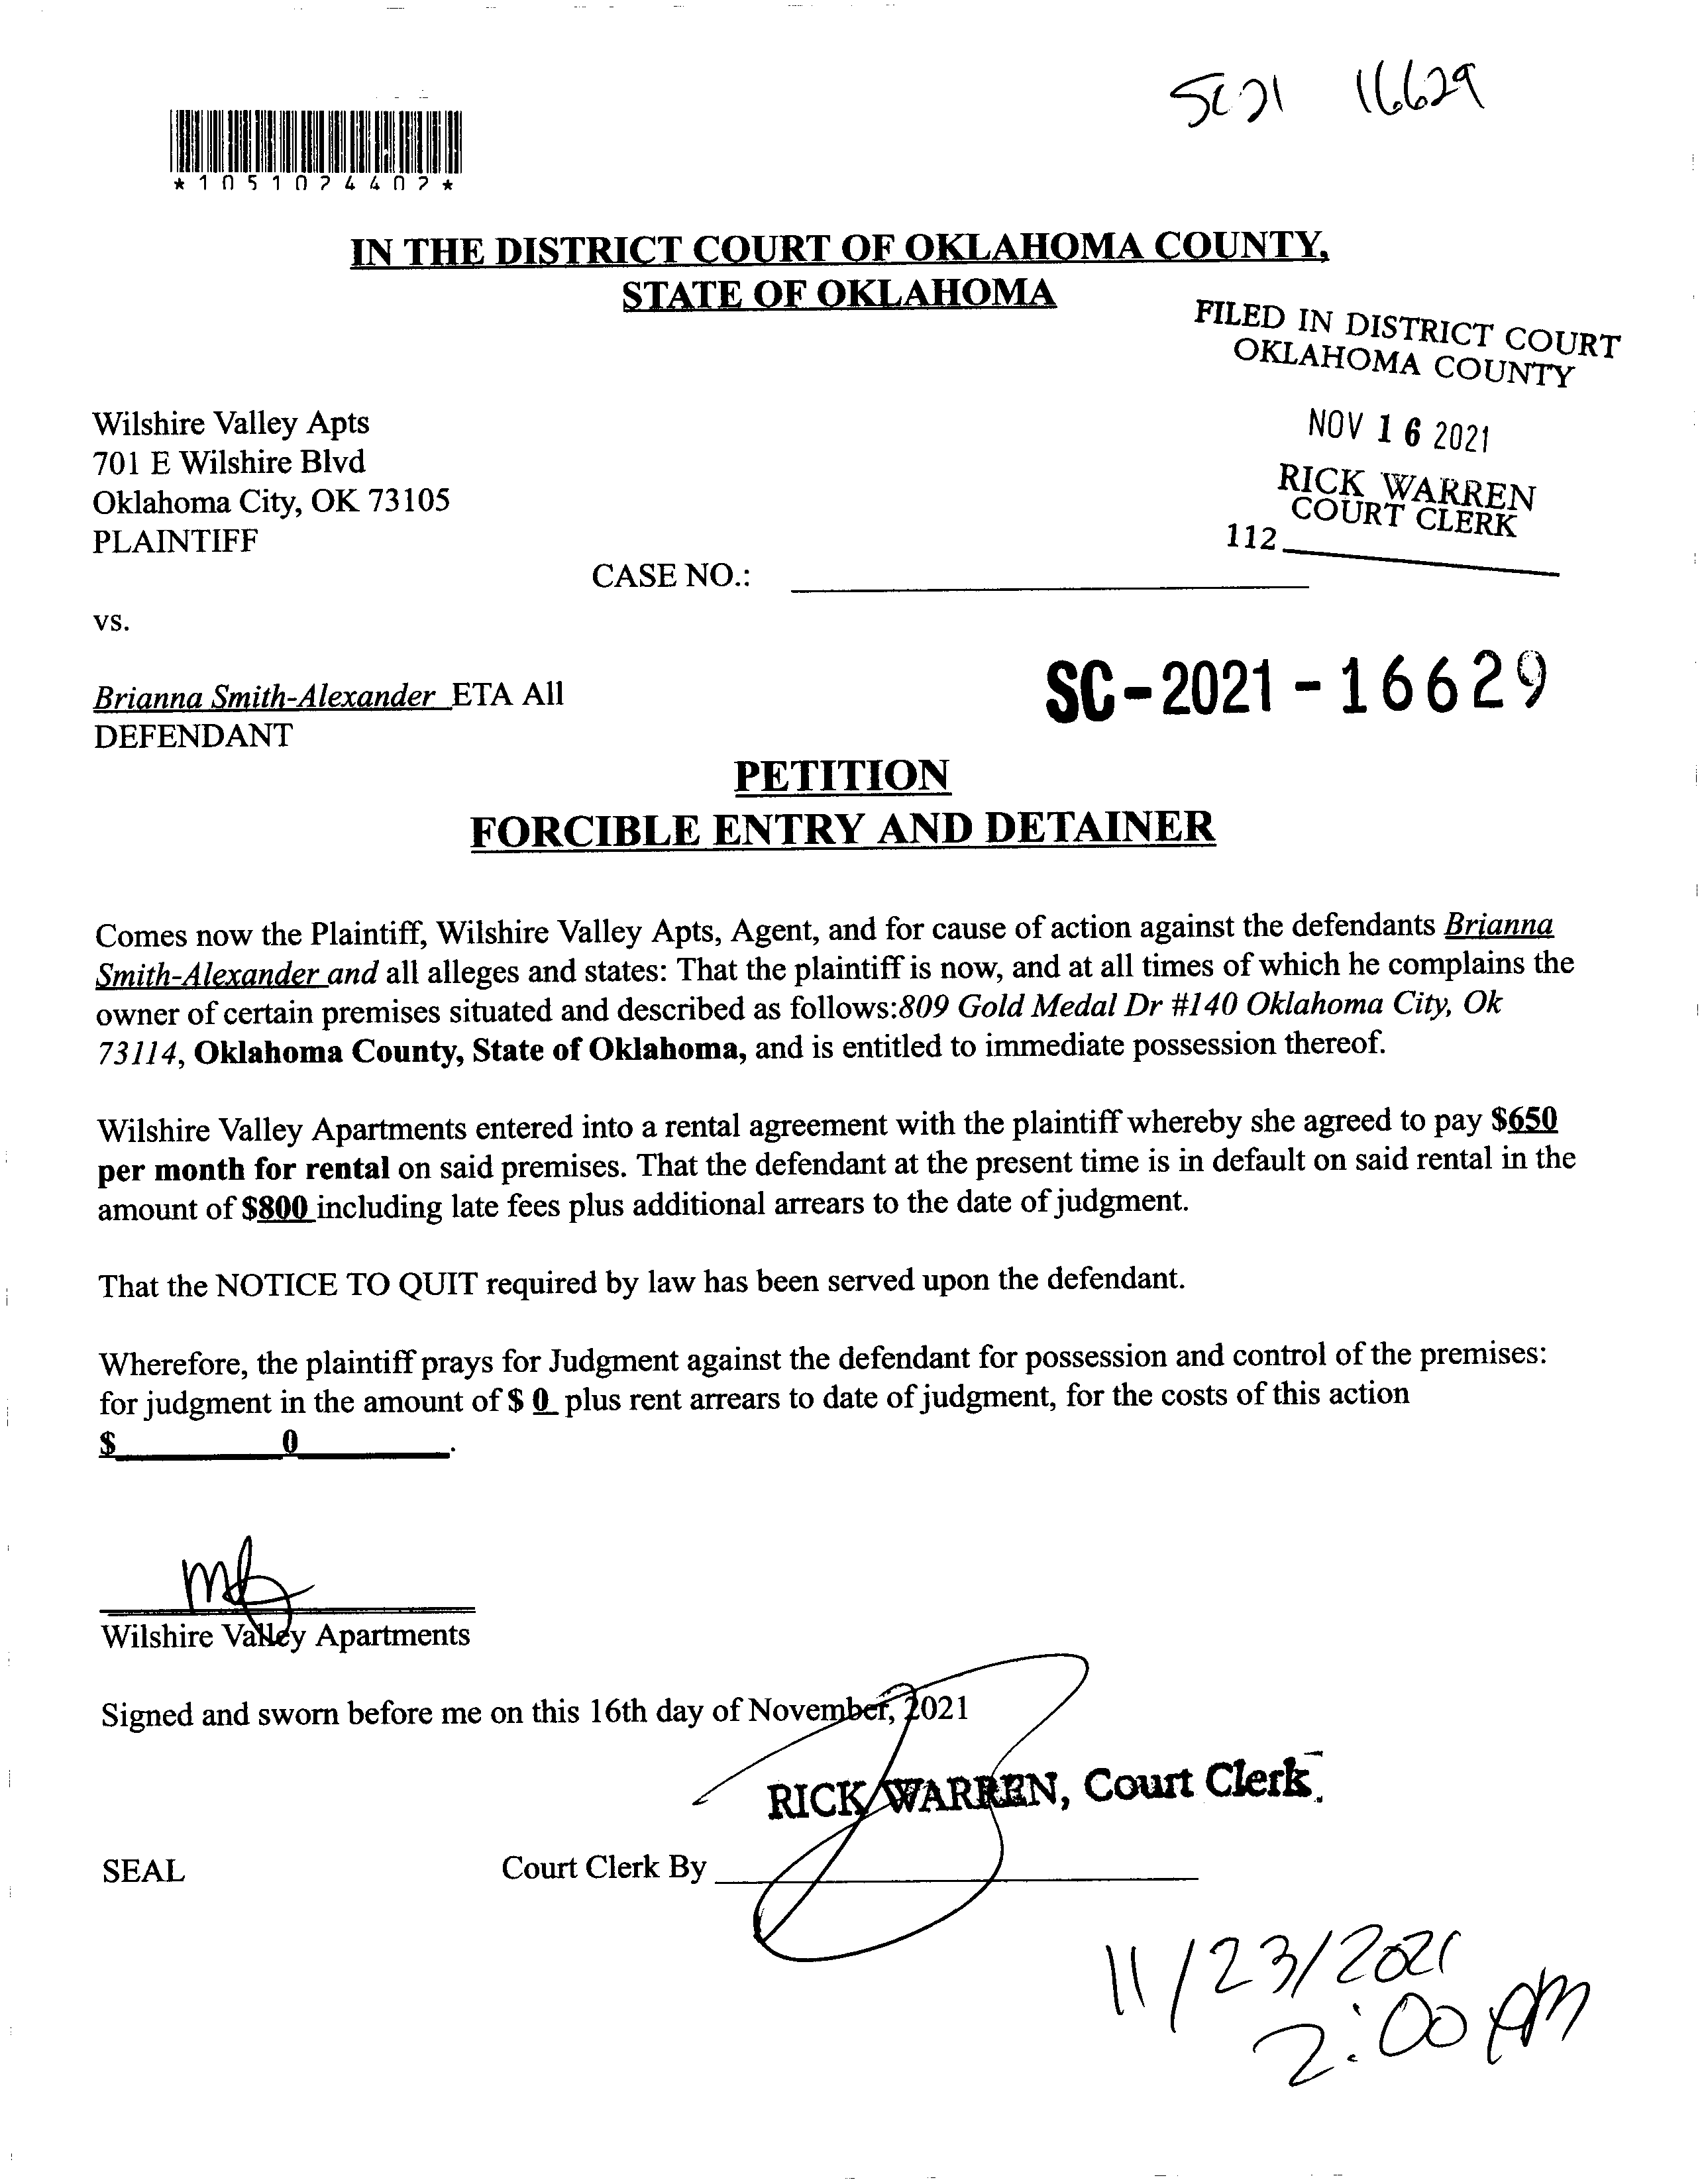 SC21 16629
*1051024402*
IN THE DISTRICT COURT OF OKLAHOMA COUNTY,
STATE OF OKLAHOMA
FILED IN DISTRICT COURT
OKLAHOMA COUNTY
NOV 16 2021
RICK WARREN
COURT CLERK
112
Wilshire Valley Apts
701 E Wilshire Blvd
Oklahoma City, OK 73105
PLAINTIFF
CASE NO.:
vs.
SC-2021-16629
Brianna Smith-Alexander ETA All
DEFENDANT
PETITION
FORCIBLE ENTRY AND DETAINER
Comes now the Plaintiff, Wilshire Valley Apts, Agent, and for cause of action against the defendants Brianna
Smith-Alexander and all alleges and states: That the plaintiff is now, and at all times of which he complains the
owner of certain premises situated and described as follows:809 Gold Medal Dr #140 Oklahoma City, Ok
73114, Oklahoma County, State of Oklahoma, and is entitled to immediate possession thereof.
Wilshire Valley Apartments entered into a rental agreement with the plaintiff whereby she agreed to pay $650
per month for rental on said premises. That the defendant at the present time is in default on said rental in the
amount of $800 including late fees plus additional arrears to the date of judgment.
That the NOTICE TO QUIT required by law has been served upon the defendant.
Wherefore, the plaintiff prays for Judgment against the defendant for possession and control of the premises:
for judgment in the amount of $ 0 plus rent arrears to date of judgment, for the costs of this action
$ 0 .
Wilshire Valley Apartments
Signed and sworn before me on this 16th day of November, 2021
RICK WARREN, Court Clerk
SEAL Court Clerk By
11/23/2021
2:00 PM